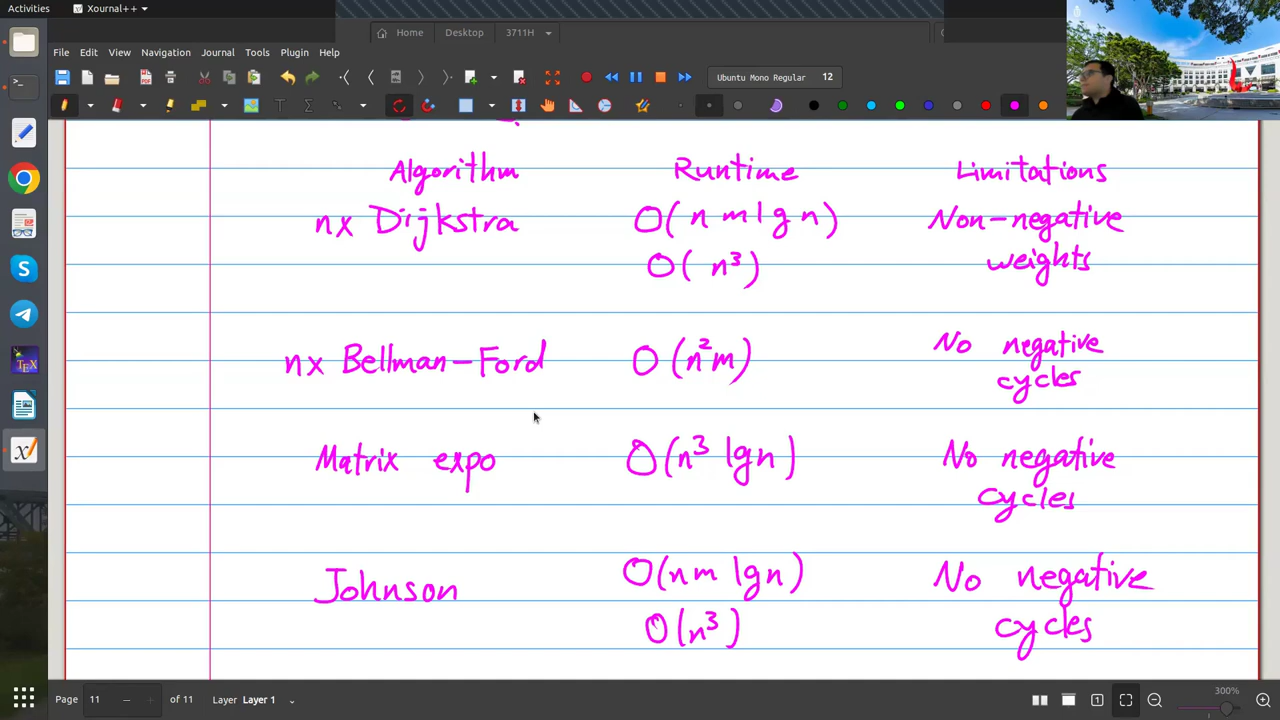 Activities Xournal++
Home Desktop 3711H
File Edit View Navigation Journal Tools Plugin Help
Ubuntu Mono Regular 12
Algorithm Runtime Limitations
nx Dijkstra O(nm lg n) Non-negative
O(n³) weights
nx Bellman-Ford O(n²m) No negative
cycles
Matrix expo O(n³ lg n) No negative
cycles
Johnson O(nm lg n) No negative
O(n³) cycles
Page 11 of 11 Layer Layer 1 300%